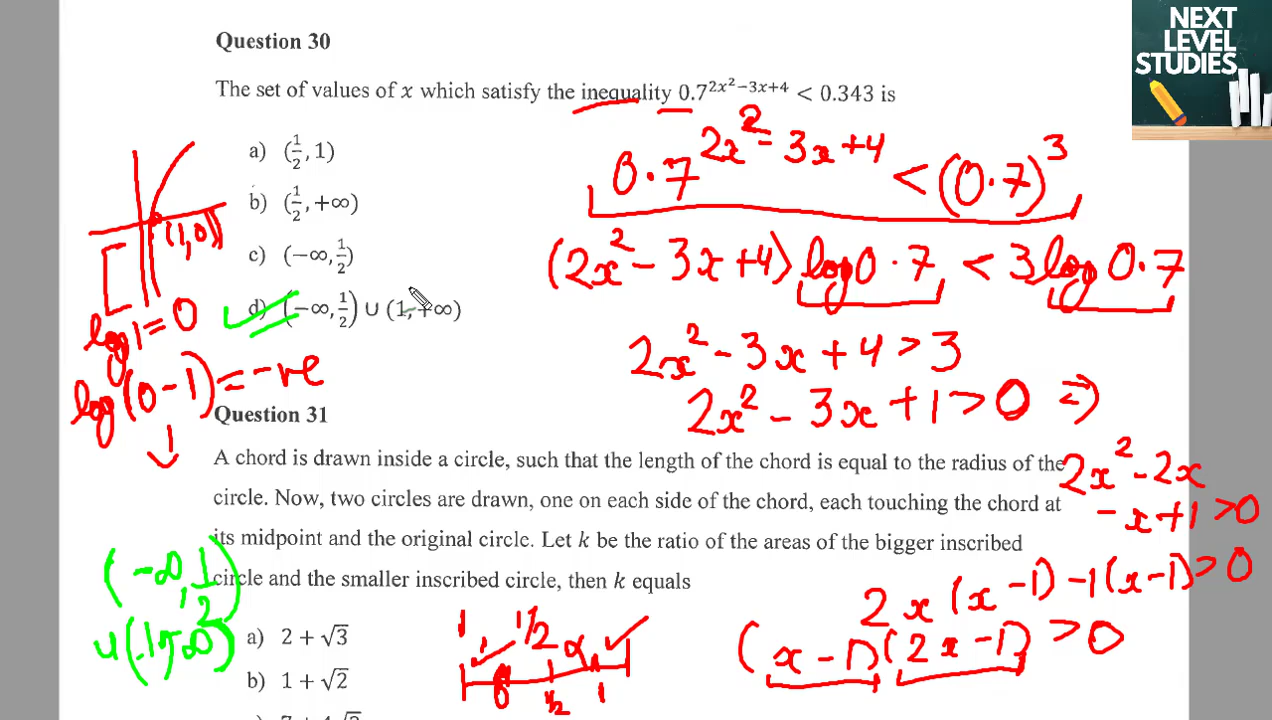 NEXT
LEVEL
STUDIES
Question 30
The set of values of x which satisfy the inequality 0.7^{2x²−3x+4} < 0.343 is
a) (1/2, 1)
b) (1/2, +∞)
c) (−∞, 1/2)
d) (−∞, 1/2) ∪ (1, +∞)
0.7^{2x²-3x+4} < (0.7)³
(2x² - 3x + 4) log 0.7 < 3 log 0.7
2x² - 3x + 4 > 3
2x² - 3x + 1 > 0 ⇒
2x² - 2x
- x + 1 > 0
2x (x - 1) - 1 (x - 1) > 0
(x - 1) (2x - 1) > 0
(1, 0)
log 1 = 0
log (0 - 1) = -ve
Question 31
A chord is drawn inside a circle, such that the length of the chord is equal to the radius of the
circle. Now, two circles are drawn, one on each side of the chord, each touching the chord at
its midpoint and the original circle. Let k be the ratio of the areas of the bigger inscribed
circle and the smaller inscribed circle, then k equals
(-∞, 1/2)
∪ (1, ∞)
a) 2 + √3
b) 1 + √2
1/2
0
1/2
1